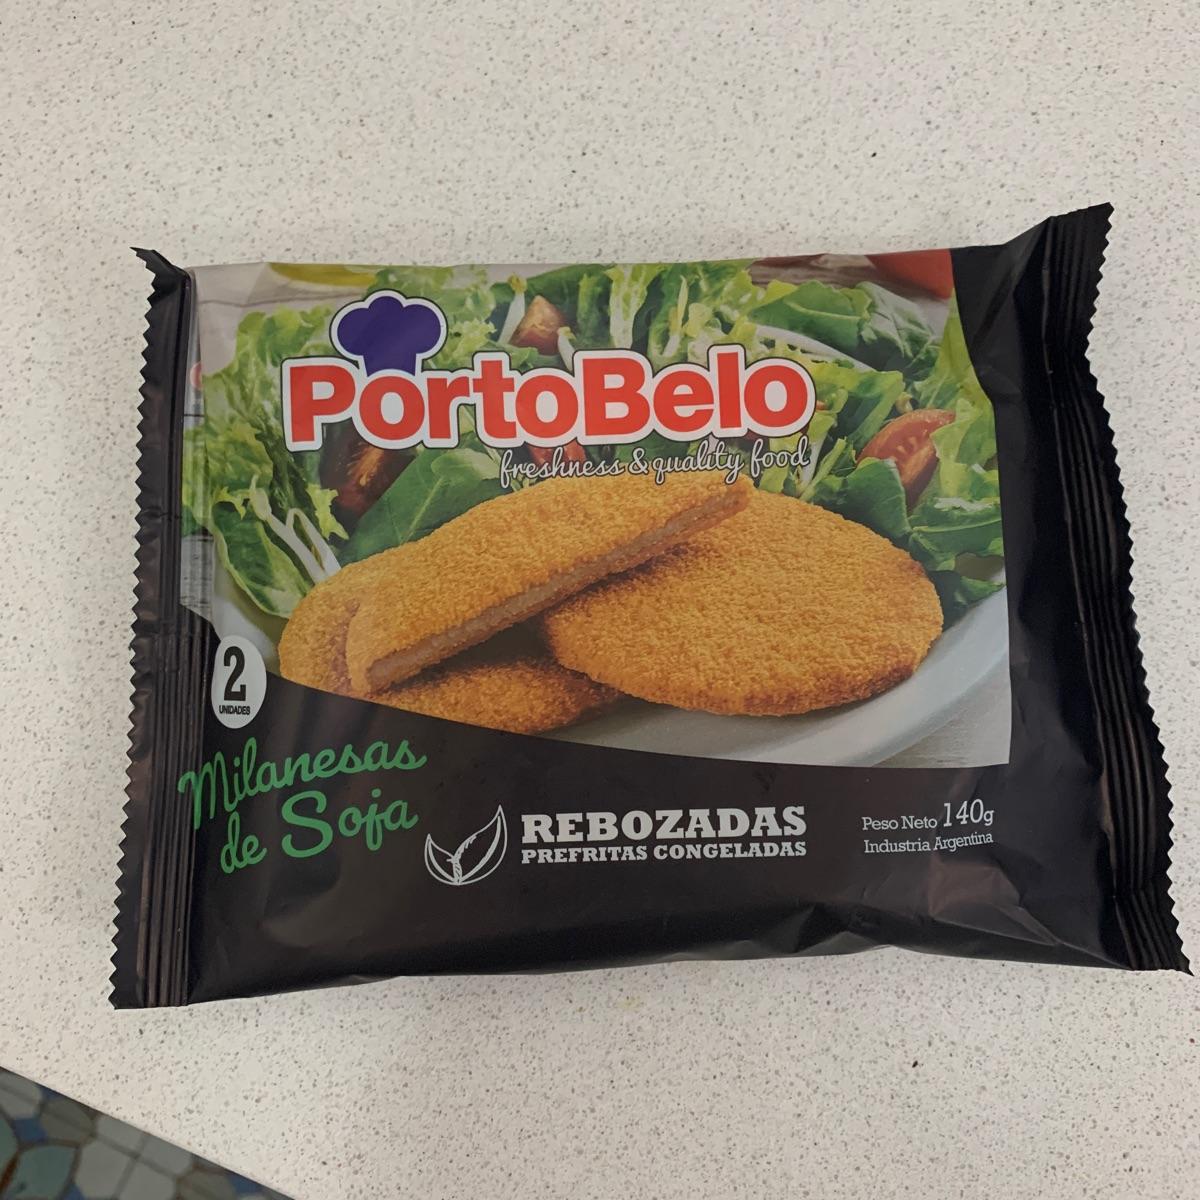 PortoBelo
freshness & quality food
2
UNIDADES
Milanesas
de Soja
REBOZADAS
PREFRITAS CONGELADAS
Peso Neto 140g
Industria Argentina